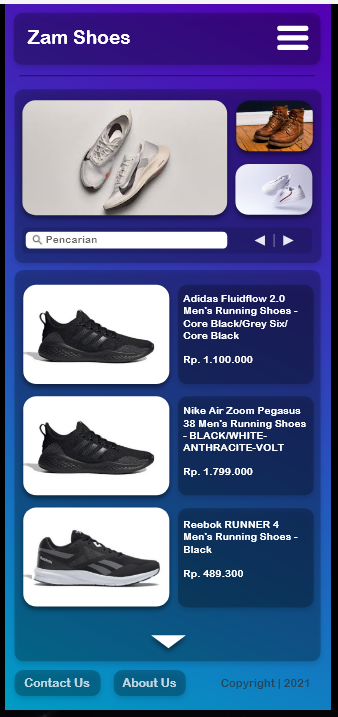 Zam Shoes
Pencarian
Adidas Fluidflow 2.0
Men's Running Shoes -
Core Black/Grey Six/
Core Black
Rp. 1.100.000
Nike Air Zoom Pegasus
38 Men's Running Shoes
- BLACK/WHITE-
ANTHRACITE-VOLT
Rp. 1.799.000
Reebok RUNNER 4
Men's Running Shoes -
Black
Rp. 489.300
Contact Us
About Us
Copyright | 2021